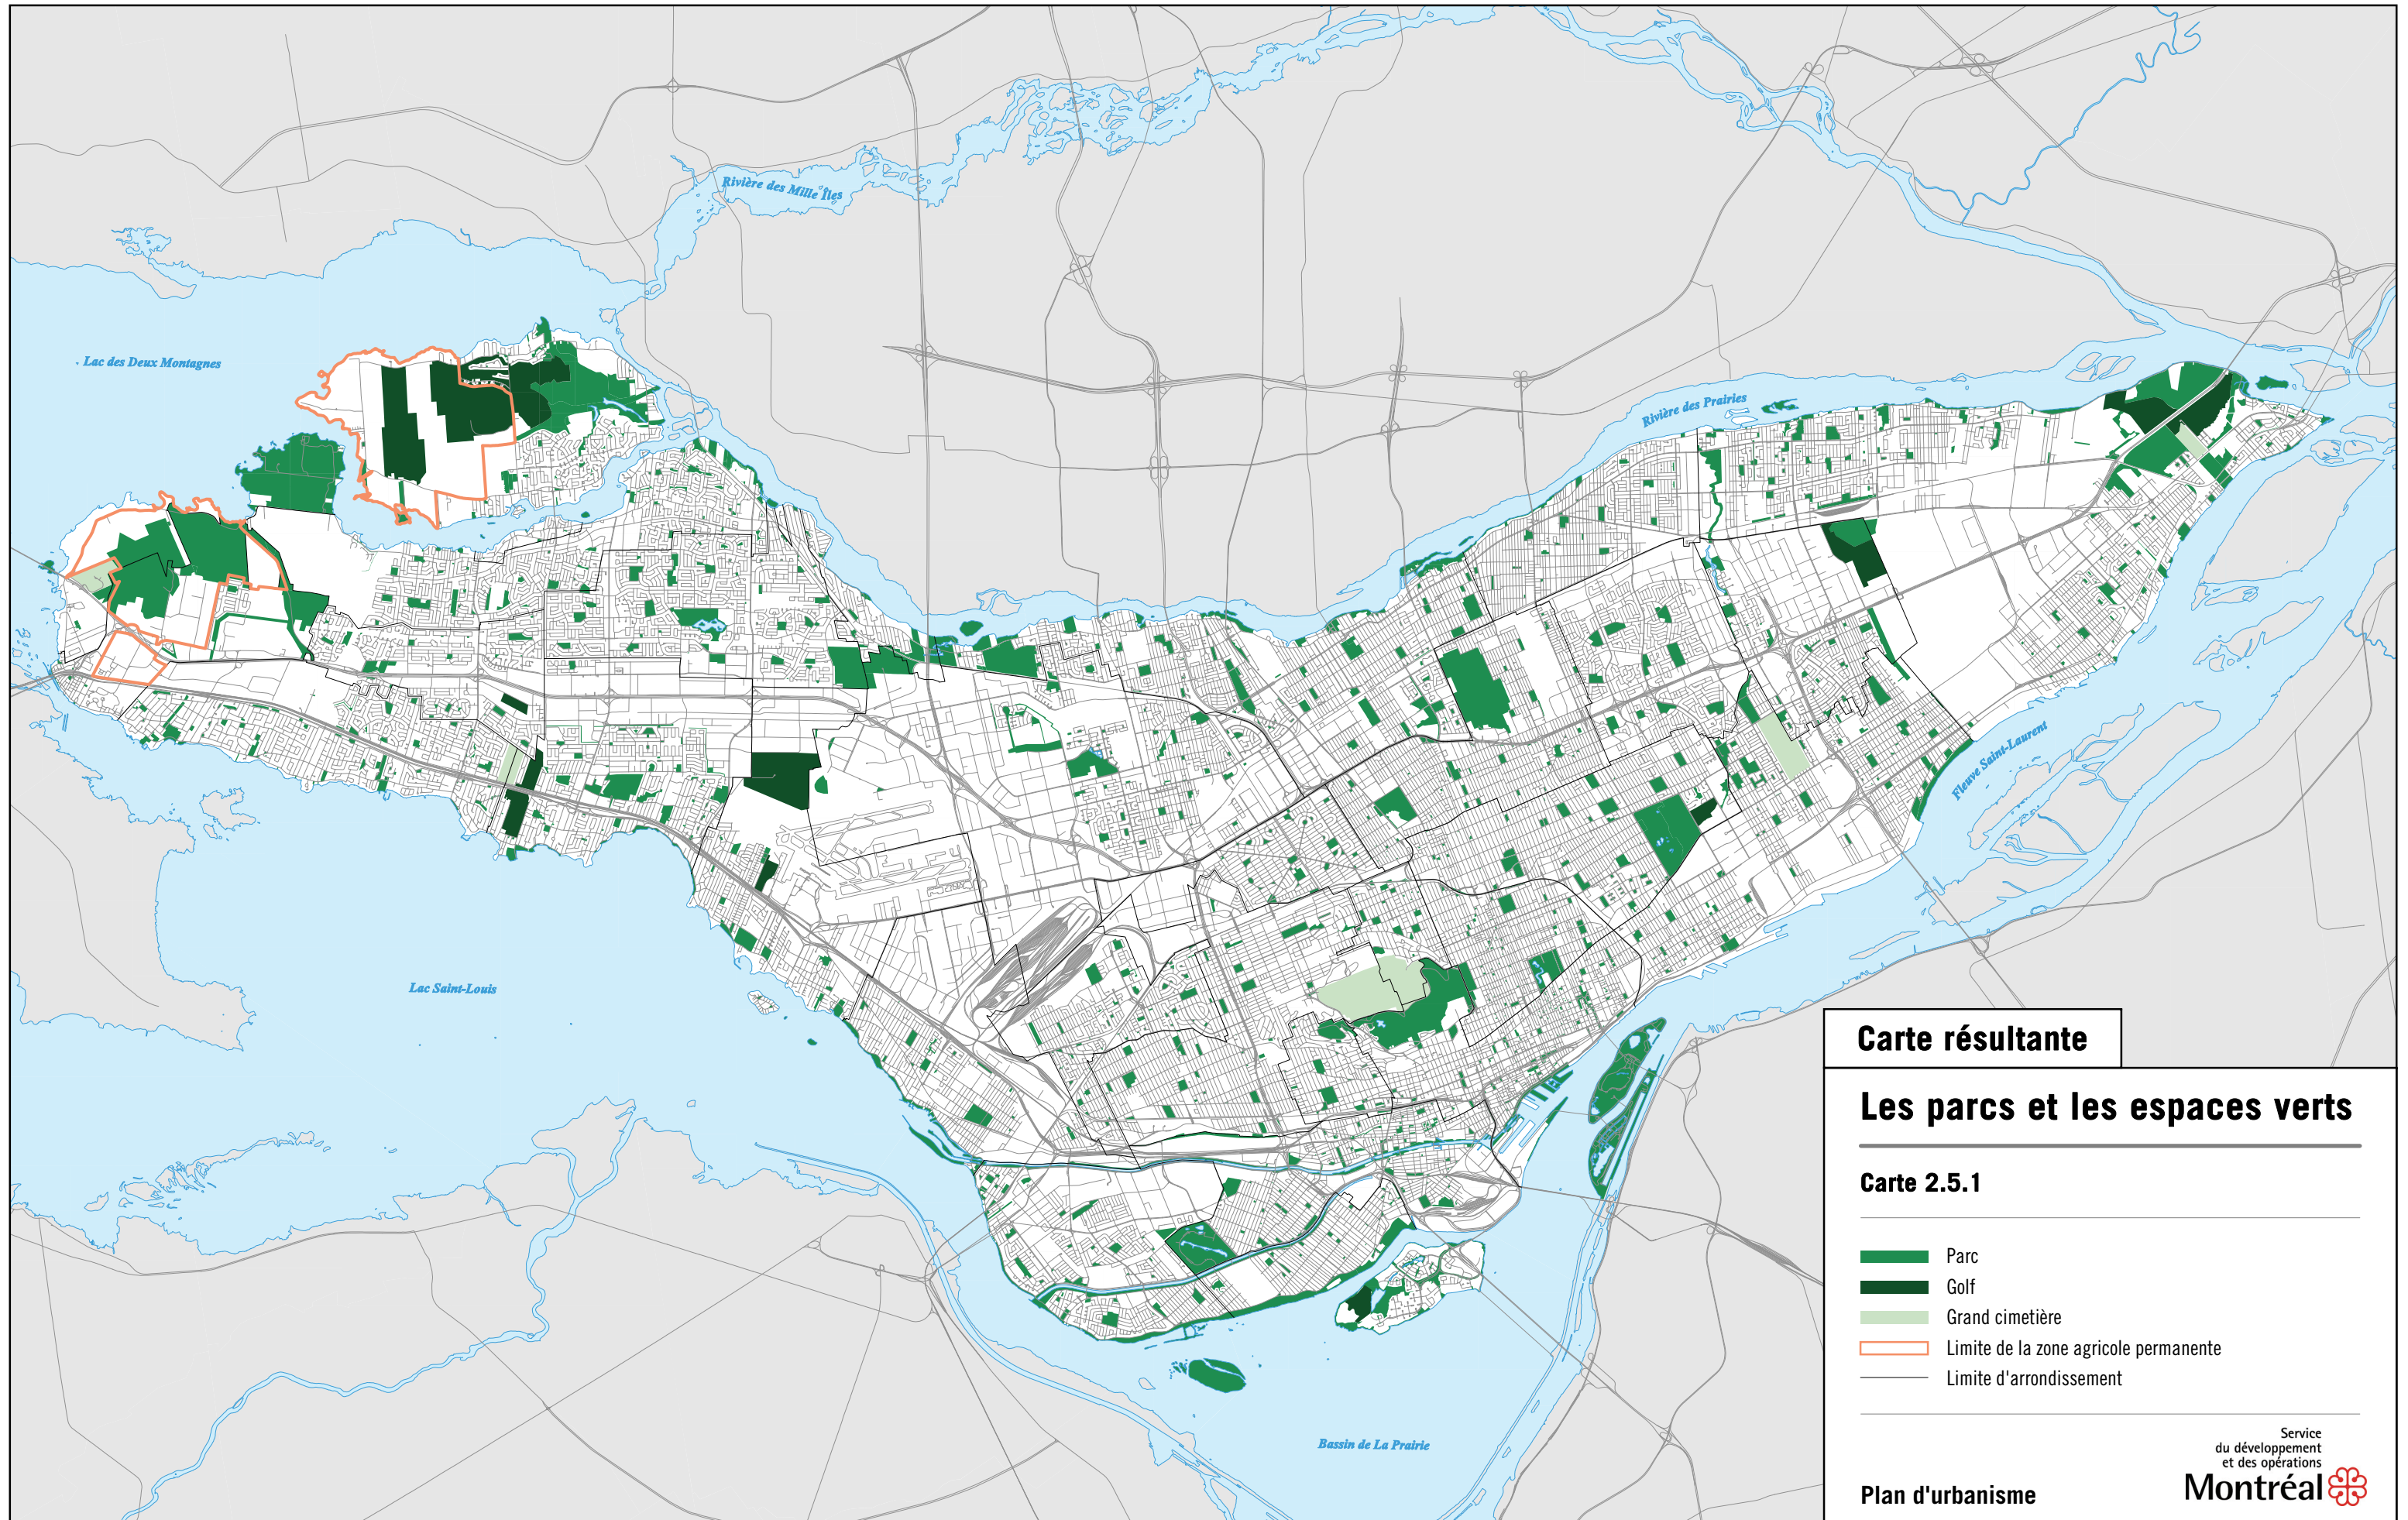 Rivière des Mille Îles
Lac des Deux Montagnes
Rivière des Prairies
Fleuve Saint-Laurent
Lac Saint-Louis
Bassin de La Prairie
Carte résultante
Les parcs et les espaces verts
Carte 2.5.1
Parc
Golf
Grand cimetière
Limite de la zone agricole permanente
Limite d'arrondissement
Service
du développement
et des opérations
Montréal
Plan d'urbanisme